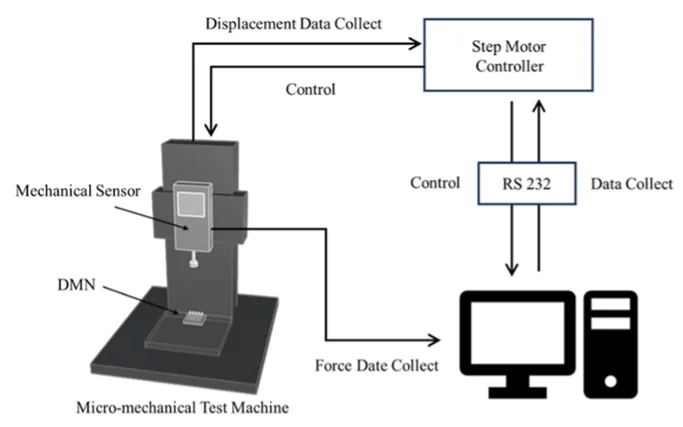 Displacement Data Collect
Step Motor
Controller
Control
Mechanical Sensor
Control
RS 232
Data Collect
DMN
Force Date Collect
Micro-mechanical Test Machine